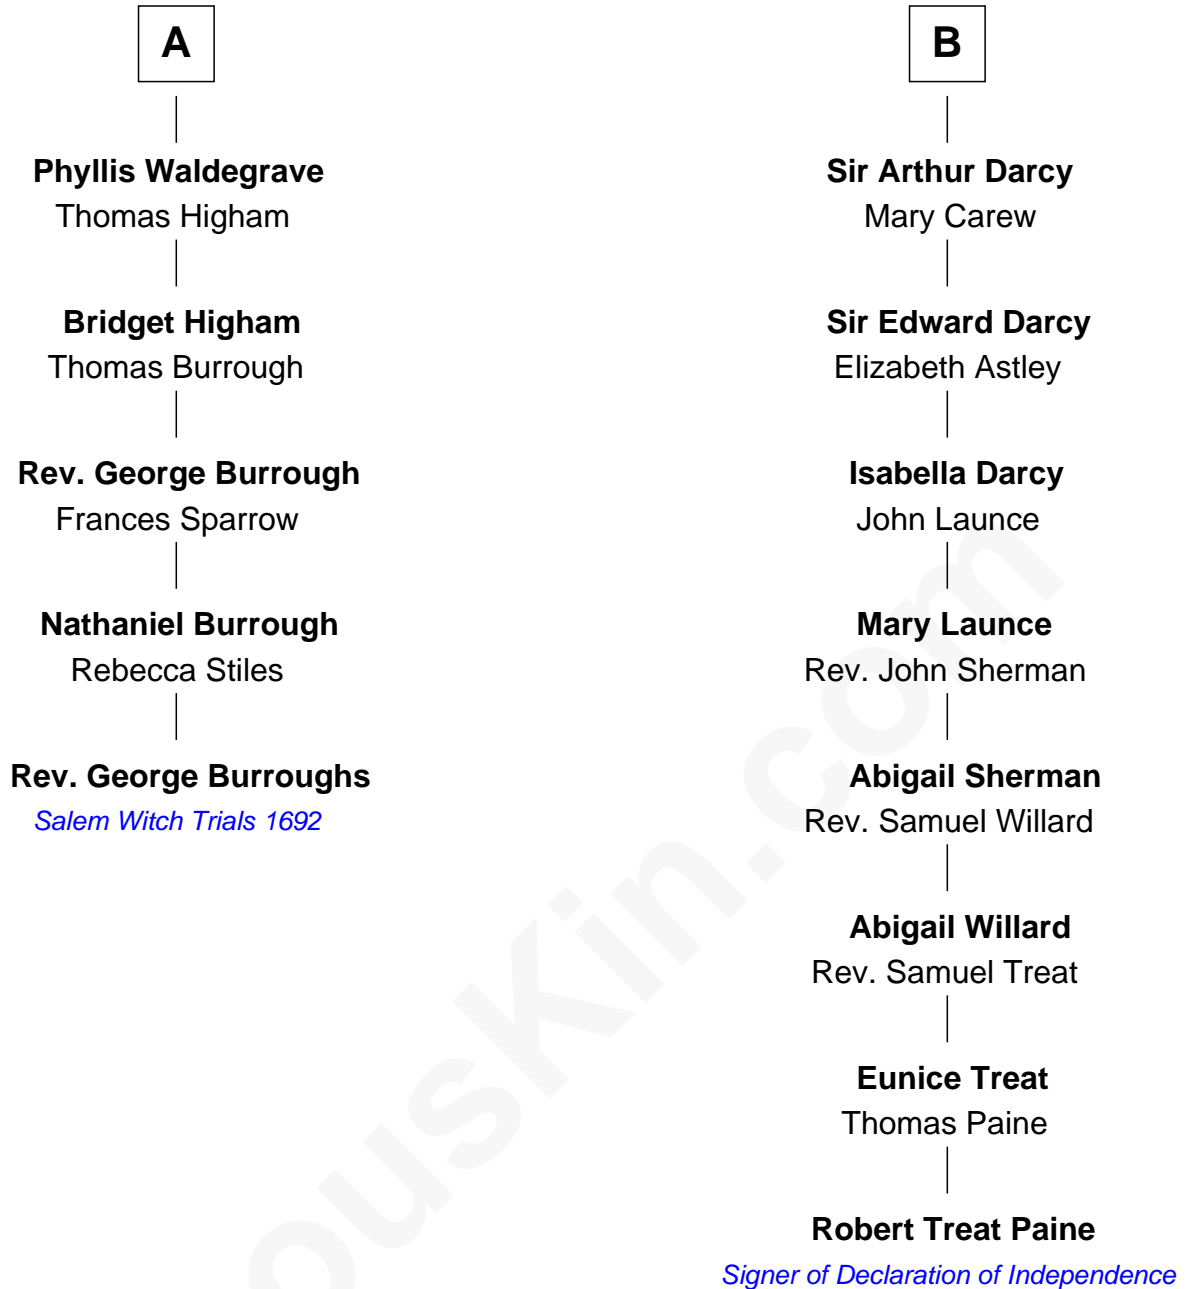 A
Phyllis Waldegrave
Thomas Higham
Bridget Higham
Thomas Burrough
Rev. George Burrough
Frances Sparrow
Nathaniel Burrough
Rebecca Stiles
Rev. George Burroughs
Salem Witch Trials 1692
B
Sir Arthur Darcy
Mary Carew
Sir Edward Darcy
Elizabeth Astley
Isabella Darcy
John Launce
Mary Launce
Rev. John Sherman
Abigail Sherman
Rev. Samuel Willard
Abigail Willard
Rev. Samuel Treat
Eunice Treat
Thomas Paine
Robert Treat Paine
Signer of Declaration of Independence
ousKin.com